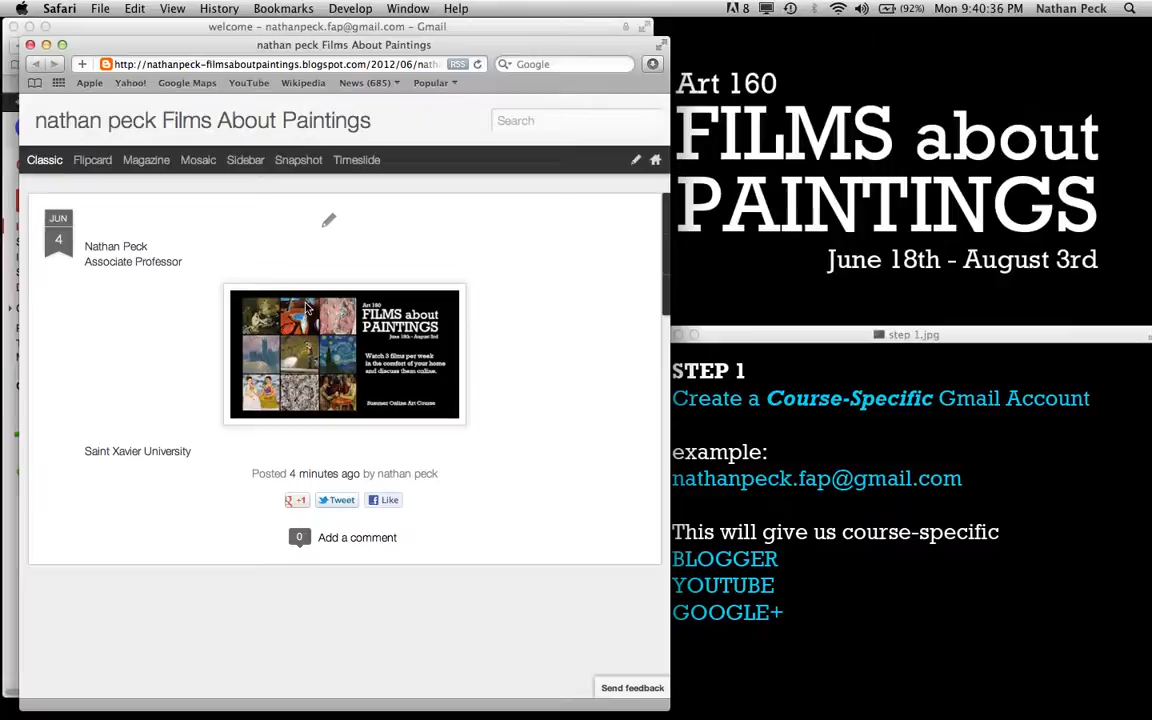 Safari File Edit View History Bookmarks Develop Window Help
8 (92%) Mon 9:40:36 PM Nathan Peck
welcome – nathanpeck.fap@gmail.com – Gmail
nathan peck Films About Paintings
http://nathanpeck-filmsaboutpaintings.blogspot.com/2012/06/nath RSS Google
Apple Yahoo! Google Maps YouTube Wikipedia News (685) Popular
nathan peck Films About Paintings
Search
Classic Flipcard Magazine Mosaic Sidebar Snapshot Timeslide
JUN
4
Nathan Peck
Associate Professor
Art 160
FILMS about
PAINTINGS
June 18th - August 3rd
Watch 3 films per week
in the comfort of your home
and discuss them online.
Summer Online Art Course
Saint Xavier University
Posted 4 minutes ago by nathan peck
+1 Tweet Like
0 Add a comment
Send feedback
Art 160
FILMS about
PAINTINGS
June 18th - August 3rd
step 1.jpg
STEP 1
Create a Course-Specific Gmail Account
example:
nathanpeck.fap@gmail.com
This will give us course-specific
BLOGGER
YOUTUBE
GOOGLE+